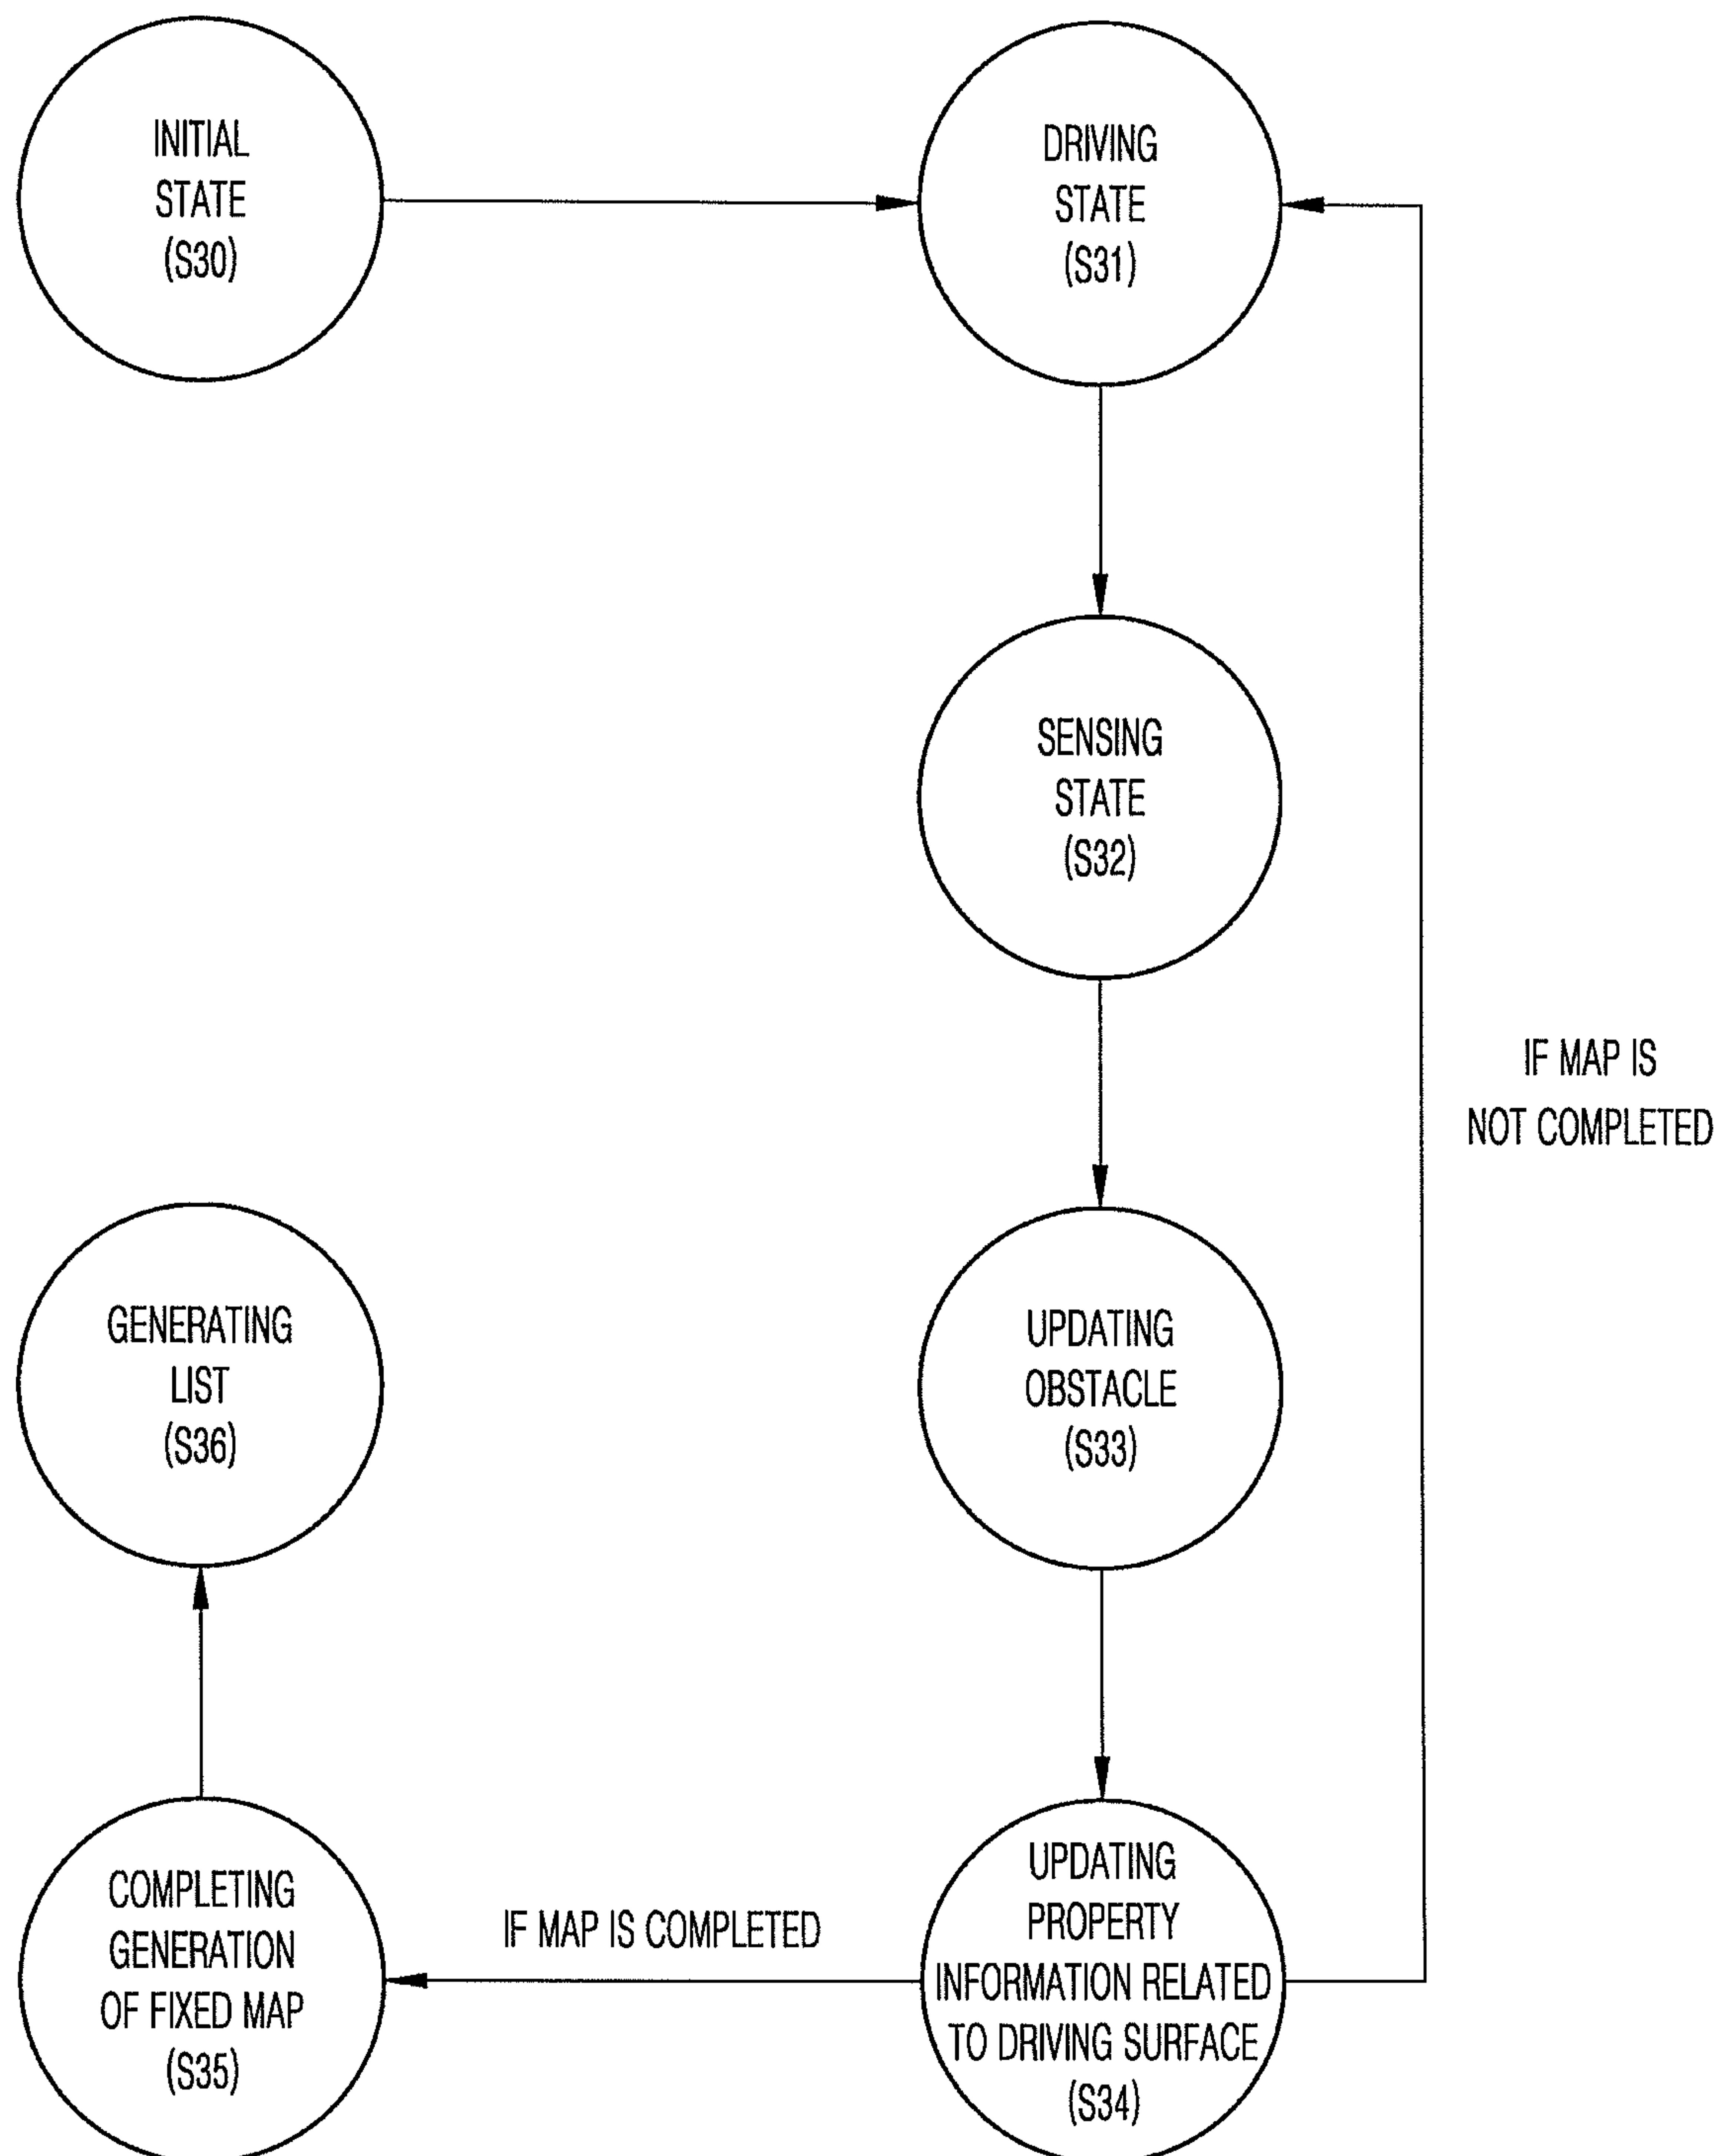 INITIAL
STATE
(S30)
DRIVING
STATE
(S31)
SENSING
STATE
(S32)
IF MAP IS
NOT COMPLETED
GENERATING
LIST
(S36)
UPDATING
OBSTACLE
(S33)
COMPLETING
GENERATION
OF FIXED MAP
(S35)
IF MAP IS COMPLETED
UPDATING
PROPERTY
INFORMATION RELATED
TO DRIVING SURFACE
(S34)